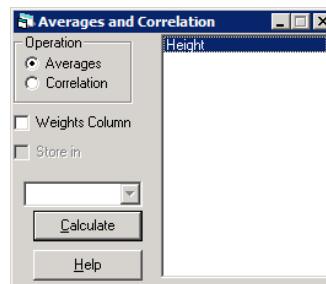 Averages and Correlation
Operation
Averages
Correlation
Weights Column
Store in
Calculate
Help
Height